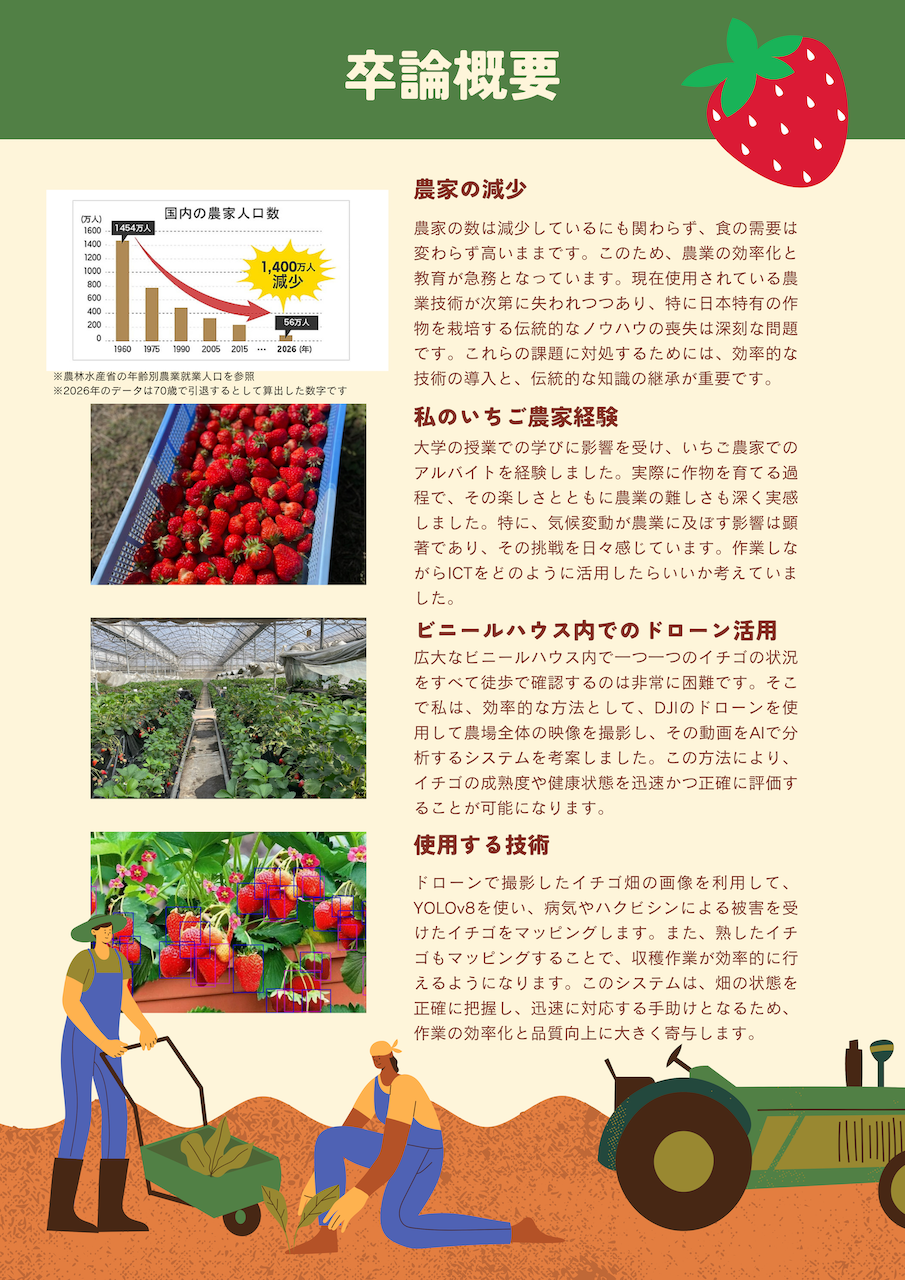 卒論概要
国内の農家人口数
(万人)
1600
1400
1200
1000
800
600
400
200
0
1454万人
1,400万人
減少
56万人
1960 1975 1990 2005 2015 ··· 2026 (年)
※農林水産省の年齢別農業就業人口を参照
※2026年のデータは70歳で引退するとして算出した数字です
農家の減少
農家の数は減少しているにも関わらず、食の需要は
変わらず高いままです。このため、農業の効率化と
教育が急務となっています。現在使用されている農
業技術が次第に失われつつあり、特に日本特有の作
物を栽培する伝統的なノウハウの喪失は深刻な問題
です。これらの課題に対処するためには、効率的な
技術の導入と、伝統的な知識の継承が重要です。
私のいちご農家経験
大学の授業での学びに影響を受け、いちご農家での
アルバイトを経験しました。実際に作物を育てる過
程で、その楽しさとともに農業の難しさも深く実感
しました。特に、気候変動が農業に及ぼす影響は顕
著であり、その挑戦を日々感じています。作業しな
がらICTをどのように活用したらいいか考えていま
した。
ビニールハウス内でのドローン活用
広大なビニールハウス内で一つ一つのイチゴの状況
をすべて徒歩で確認するのは非常に困難です。そこ
で私は、効率的な方法として、DJIのドローンを使
用して農場全体の映像を撮影し、その動画をAIで分
析するシステムを考案しました。この方法により、
イチゴの成熟度や健康状態を迅速かつ正確に評価す
ることが可能になります。
使用する技術
ドローンで撮影したイチゴ畑の画像を利用して、
YOLOv8を使い、病気やハクビシンによる被害を受
けたイチゴをマッピングします。また、熟したイチ
ゴもマッピングすることで、収穫作業が効率的に行
えるようになります。このシステムは、畑の状態を
正確に把握し、迅速に対応する手助けとなるため、
作業の効率化と品質向上に大きく寄与します。